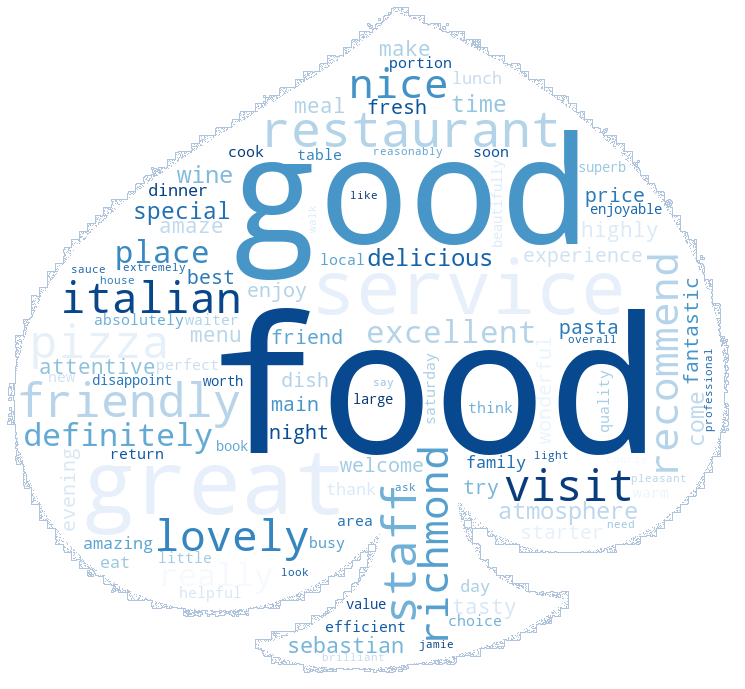 make
portion
nice
lunch
meal
fresh
time
restaurant
cook
table
reasonably
soon
good
superb
wine
dinner
like
price
enjoyable
special
amaze
walk
beautifully
highly
place
local
delicious
experience
sauce
extremely
house
best
italian
enjoy
service
recommend
fantastic
absolutely
waiter
menu
friend
excellent
pasta
overall
pizza
wonderful
professional
attentive
perfect
new
disappoint
worth
dish
say
saturday
quality
come
food
friendly
main
large
think
definitely
book
night
return
welcome
family
light
great
evening
thank
ask
try
visit
pleasant
warm
staff
richmond
atmosphere
area
starter
need
amazing
lovely
busy
eat
little
really
look
helpful
day
value
tasty
efficient
choice
sebastian
jamie
brilliant